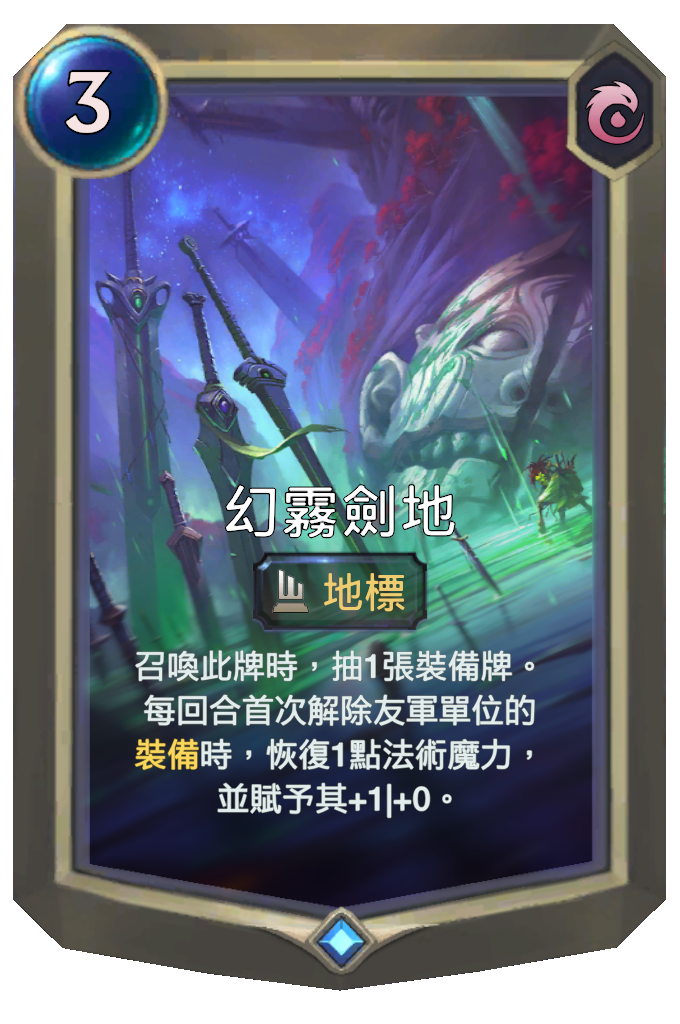 3
幻霧劍地
地標
召喚此牌時，抽1張裝備牌。
每回合首次解除友軍單位的
裝備時，恢復1點法術魔力，
並賦予其+1|+0。